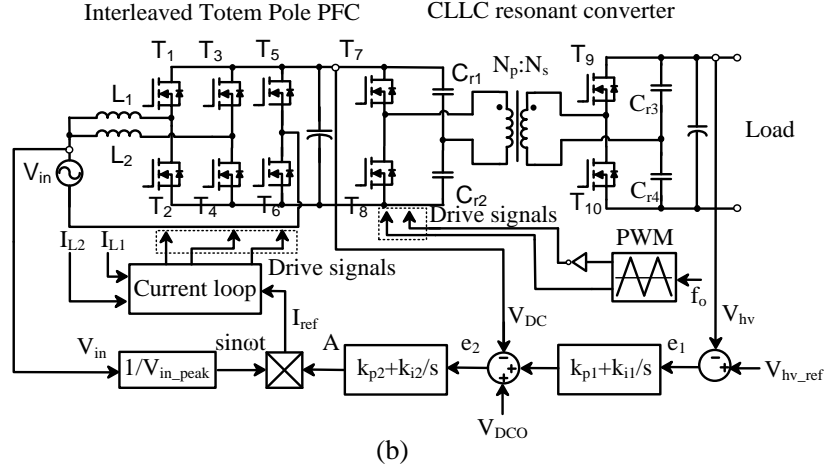 Interleaved Totem Pole PFC
CLLC resonant converter
T1
T3
T5
T7
T9
Cr1
Np:Ns
Cr3
L1
L2
Load
Vin
T2
T4
T6
T8
Cr2
T10
Cr4
Drive signals
PWM
IL2
IL1
Drive signals
Current loop
fo
Iref
VDC
Vhv
Vin
sinωt
A
e2
e1
1/Vin_peak
kp2+ki2/s
kp1+ki1/s
Vhv_ref
VDCO
(b)